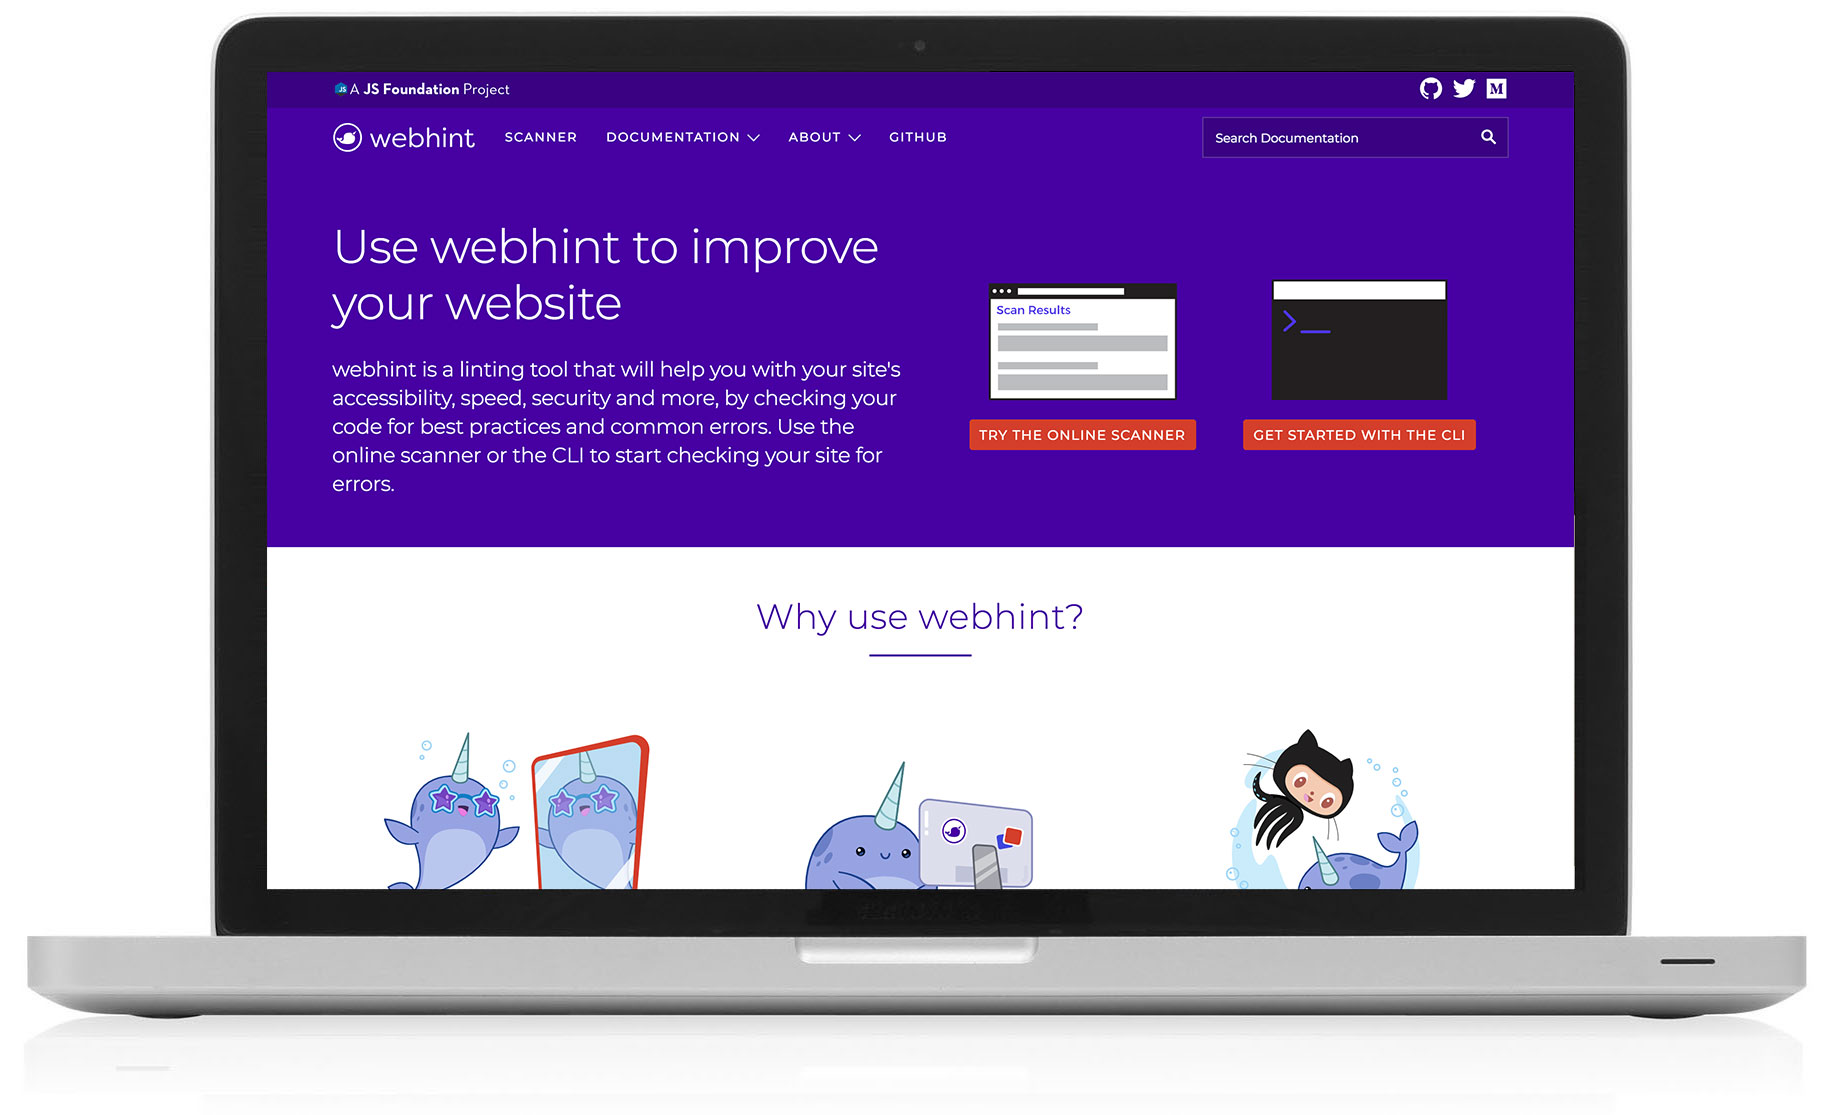 JS A JS Foundation Project
M
webhint SCANNER DOCUMENTATION ABOUT GITHUB
Search Documentation
Use webhint to improve
your website
webhint is a linting tool that will help you with your site's
accessibility, speed, security and more, by checking your
code for best practices and common errors. Use the
online scanner or the CLI to start checking your site for
errors.
Scan Results
TRY THE ONLINE SCANNER
GET STARTED WITH THE CLI
Why use webhint?